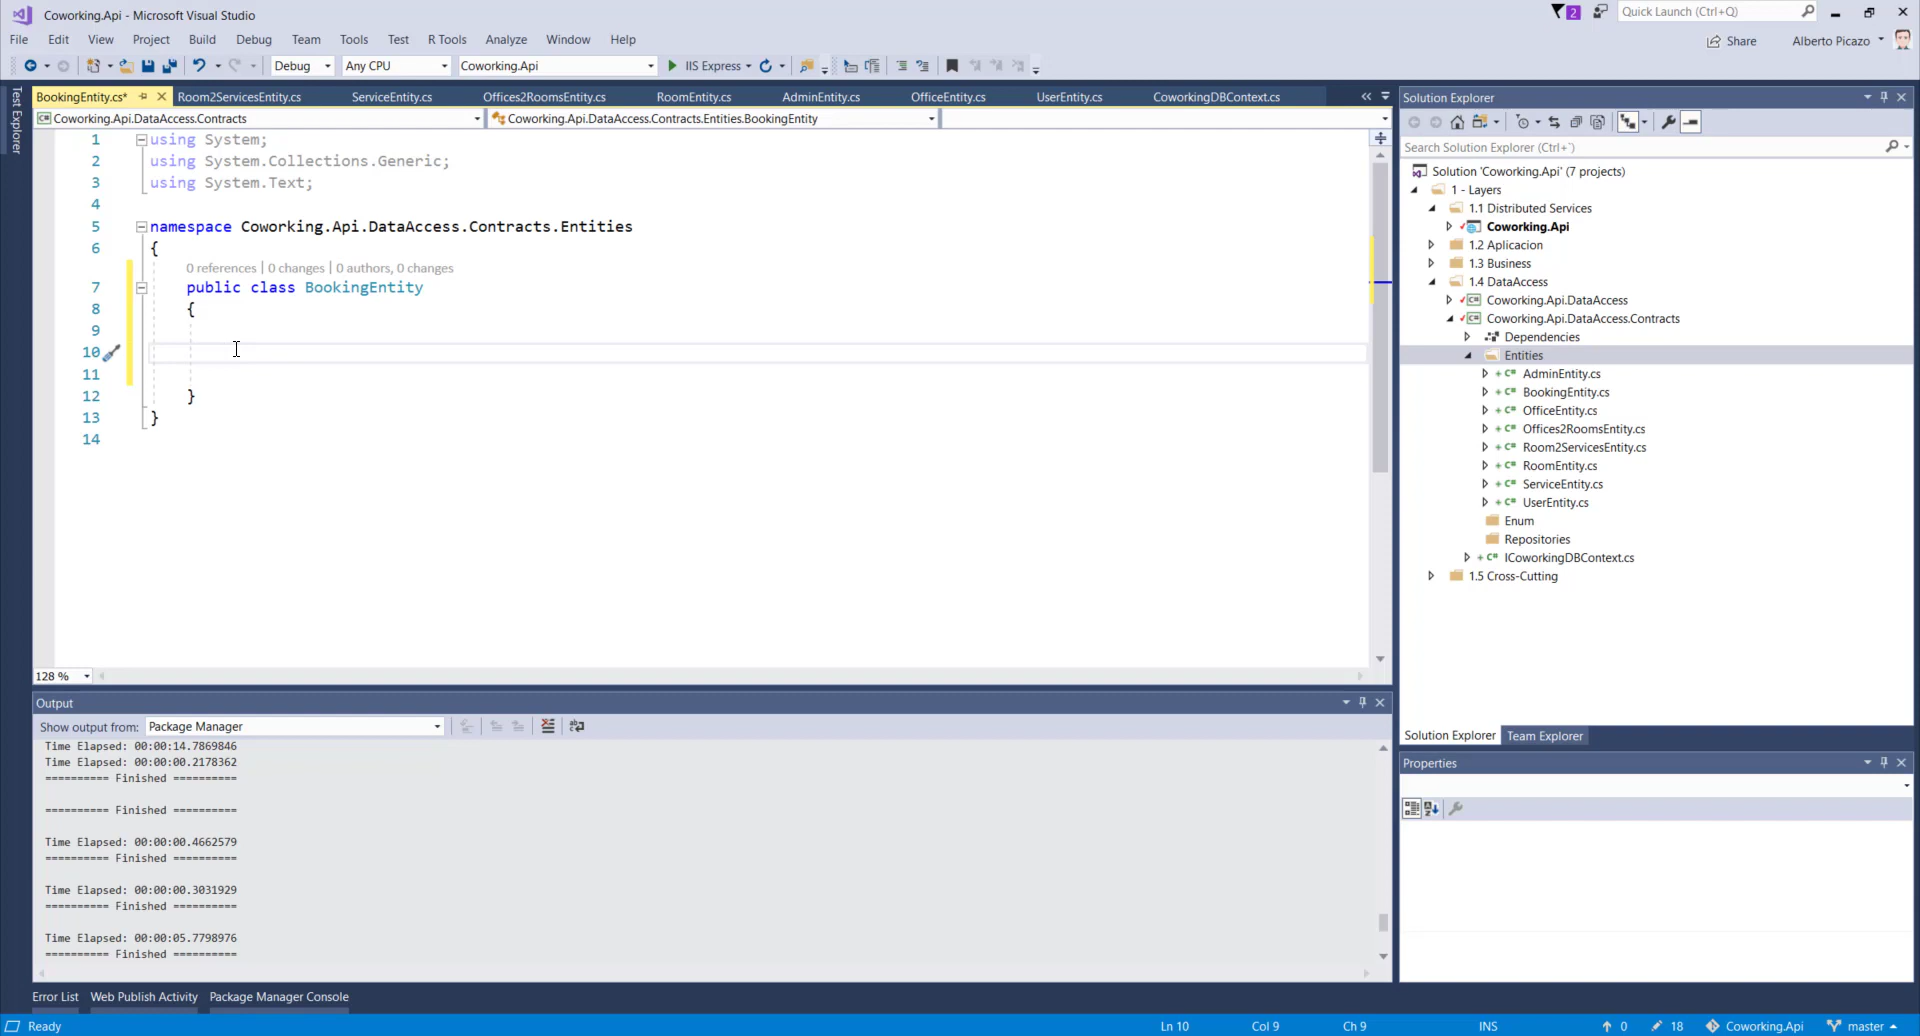 Coworking.Api - Microsoft Visual Studio
2
Quick Launch (Ctrl+Q)
File Edit View Project Build Debug Team Tools Test R Tools Analyze Window Help
Share
Alberto Picazo
Debug
Any CPU
Coworking.Api
IIS Express
Test Explorer
BookingEntity.cs*
Room2ServicesEntity.cs
ServiceEntity.cs
Offices2RoomsEntity.cs
RoomEntity.cs
AdminEntity.cs
OfficeEntity.cs
UserEntity.cs
CoworkingDBContext.cs
Coworking.Api.DataAccess.Contracts
Coworking.Api.DataAccess.Contracts.Entities.BookingEntity
1 using System;
2 using System.Collections.Generic;
3 using System.Text;
4
5 namespace Coworking.Api.DataAccess.Contracts.Entities
6 {
0 references | 0 changes | 0 authors, 0 changes
7 public class BookingEntity
8 {
9
10
11
12 }
13 }
14
128 %
Output
Show output from: Package Manager
Time Elapsed: 00:00:14.7869846
Time Elapsed: 00:00:00.2178362
========== Finished ==========
========== Finished ==========
Time Elapsed: 00:00:00.4662579
========== Finished ==========
Time Elapsed: 00:00:00.3031929
========== Finished ==========
Time Elapsed: 00:00:05.7798976
========== Finished ==========
Error List Web Publish Activity Package Manager Console
Solution Explorer
Search Solution Explorer (Ctrl+`)
Solution 'Coworking.Api' (7 projects)
1 - Layers
1.1 Distributed Services
Coworking.Api
1.2 Aplicacion
1.3 Business
1.4 DataAccess
Coworking.Api.DataAccess
Coworking.Api.DataAccess.Contracts
Dependencies
Entities
AdminEntity.cs
BookingEntity.cs
OfficeEntity.cs
Offices2RoomsEntity.cs
Room2ServicesEntity.cs
RoomEntity.cs
ServiceEntity.cs
UserEntity.cs
Enum
Repositories
ICoworkingDBContext.cs
1.5 Cross-Cutting
Solution Explorer Team Explorer
Properties
Ready
Ln 10
Col 9
Ch 9
INS
0
18
Coworking.Api
master